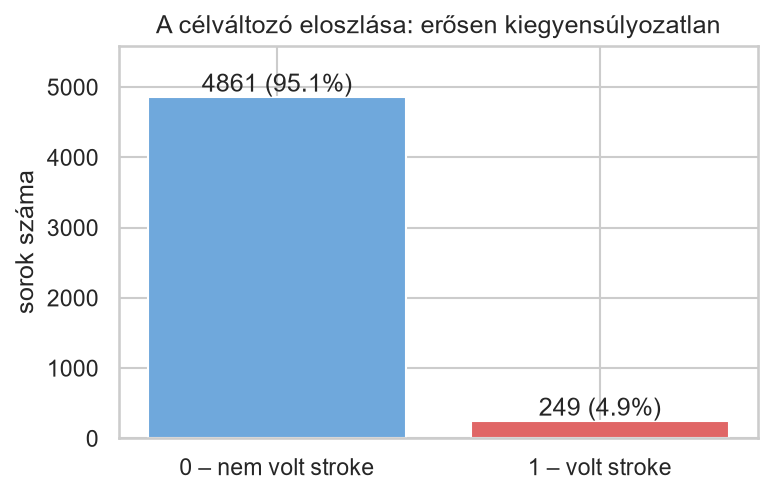 A célváltozó eloszlása: erősen kiegyensúlyozatlan
sorok száma
5000
4000
3000
2000
1000
0
4861 (95.1%)
249 (4.9%)
0 – nem volt stroke
1 – volt stroke